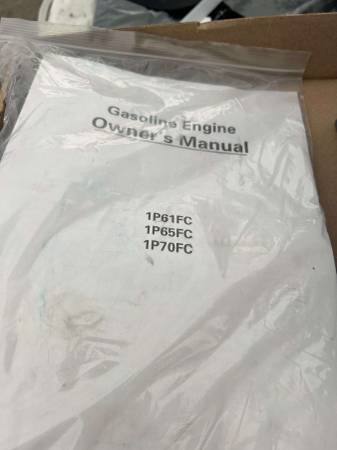 Gasoline Engine
Owner's Manual
1P61FC
1P65FC
1P70FC